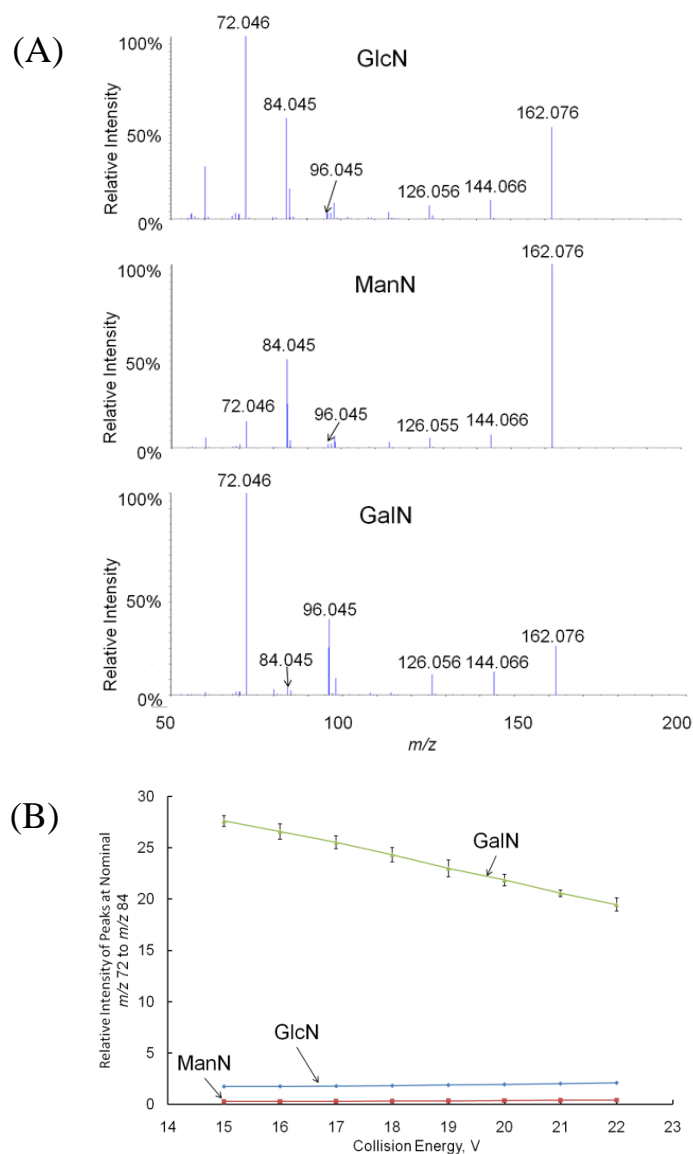 (A)
GlcN
Relative Intensity
100%
50%
0%
72.046
84.045
96.045
126.056
144.066
162.076
ManN
Relative Intensity
100%
50%
0%
72.046
84.045
96.045
126.055
144.066
162.076
GalN
Relative Intensity
100%
50%
0%
72.046
84.045
96.045
126.056
144.066
162.076
50 100 150 200
m/z
(B)
Relative Intensity of Peaks at Nominal
m/z 72 to m/z 84
30
25
20
15
10
5
0
GalN
GlcN
ManN
14 15 16 17 18 19 20 21 22 23
Collision Energy, V